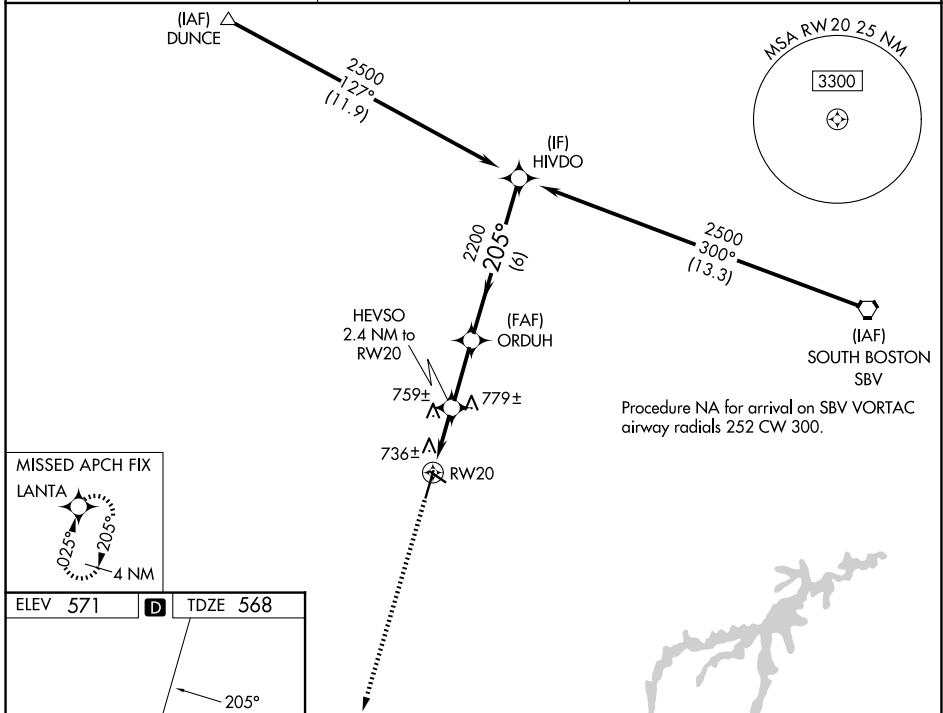 (IAF)
DUNCE
2500
127°
(11.9)
MSA RW20 25 NM
3300
(IF)
HIVDO
2500
300°
(13.3)
2200
205°
(6)
HEVSO
2.4 NM to
RW20
(FAF)
ORDUH
(IAF)
SOUTH BOSTON
SBV
759±
779±
Procedure NA for arrival on SBV VORTAC
airway radials 252 CW 300.
736±
RW20
MISSED APCH FIX
LANTA
025°
205°
4 NM
ELEV 571 D TDZE 568
205°